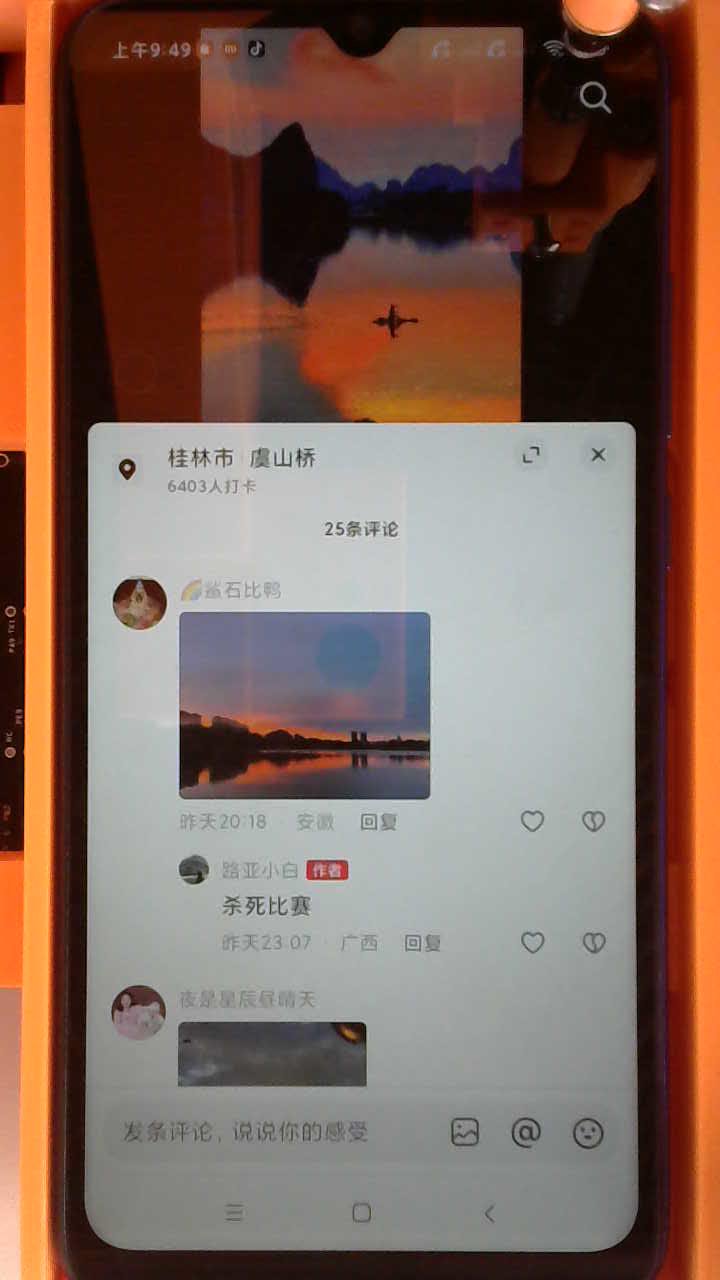 上午9:49
桂林市 虞山桥
6403人打卡
25条评论
🌈鲨石比鸭
昨天20:18 · 安徽 回复
路亚小白 作者
杀死比赛
昨天23:07 · 广西 回复
夜是星辰昼晴天
发条评论，说说你的感受